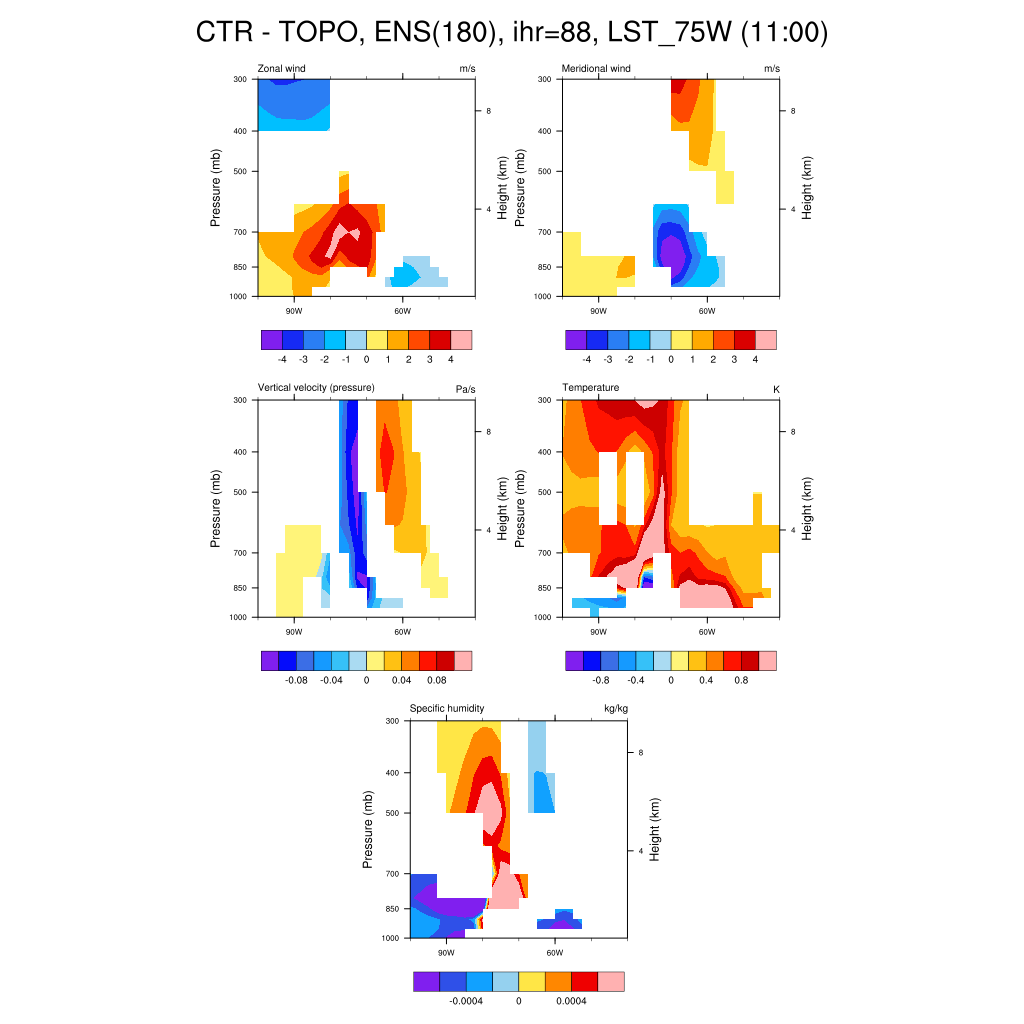 CTR - TOPO, ENS(180), ihr=88, LST_75W (11:00)
Zonal wind m/s
Pressure (mb)
Height (km)
300
400
500
700
850
1000
8
4
90W 60W
-4 -3 -2 -1 0 1 2 3 4
Meridional wind m/s
Pressure (mb)
Height (km)
300
400
500
700
850
1000
8
4
90W 60W
-4 -3 -2 -1 0 1 2 3 4
Vertical velocity (pressure) Pa/s
Pressure (mb)
Height (km)
300
400
500
700
850
1000
8
4
90W 60W
-0.08 -0.04 0 0.04 0.08
Temperature K
Pressure (mb)
Height (km)
300
400
500
700
850
1000
8
4
90W 60W
-0.8 -0.4 0 0.4 0.8
Specific humidity kg/kg
Pressure (mb)
Height (km)
300
400
500
700
850
1000
8
4
90W 60W
-0.0004 0 0.0004